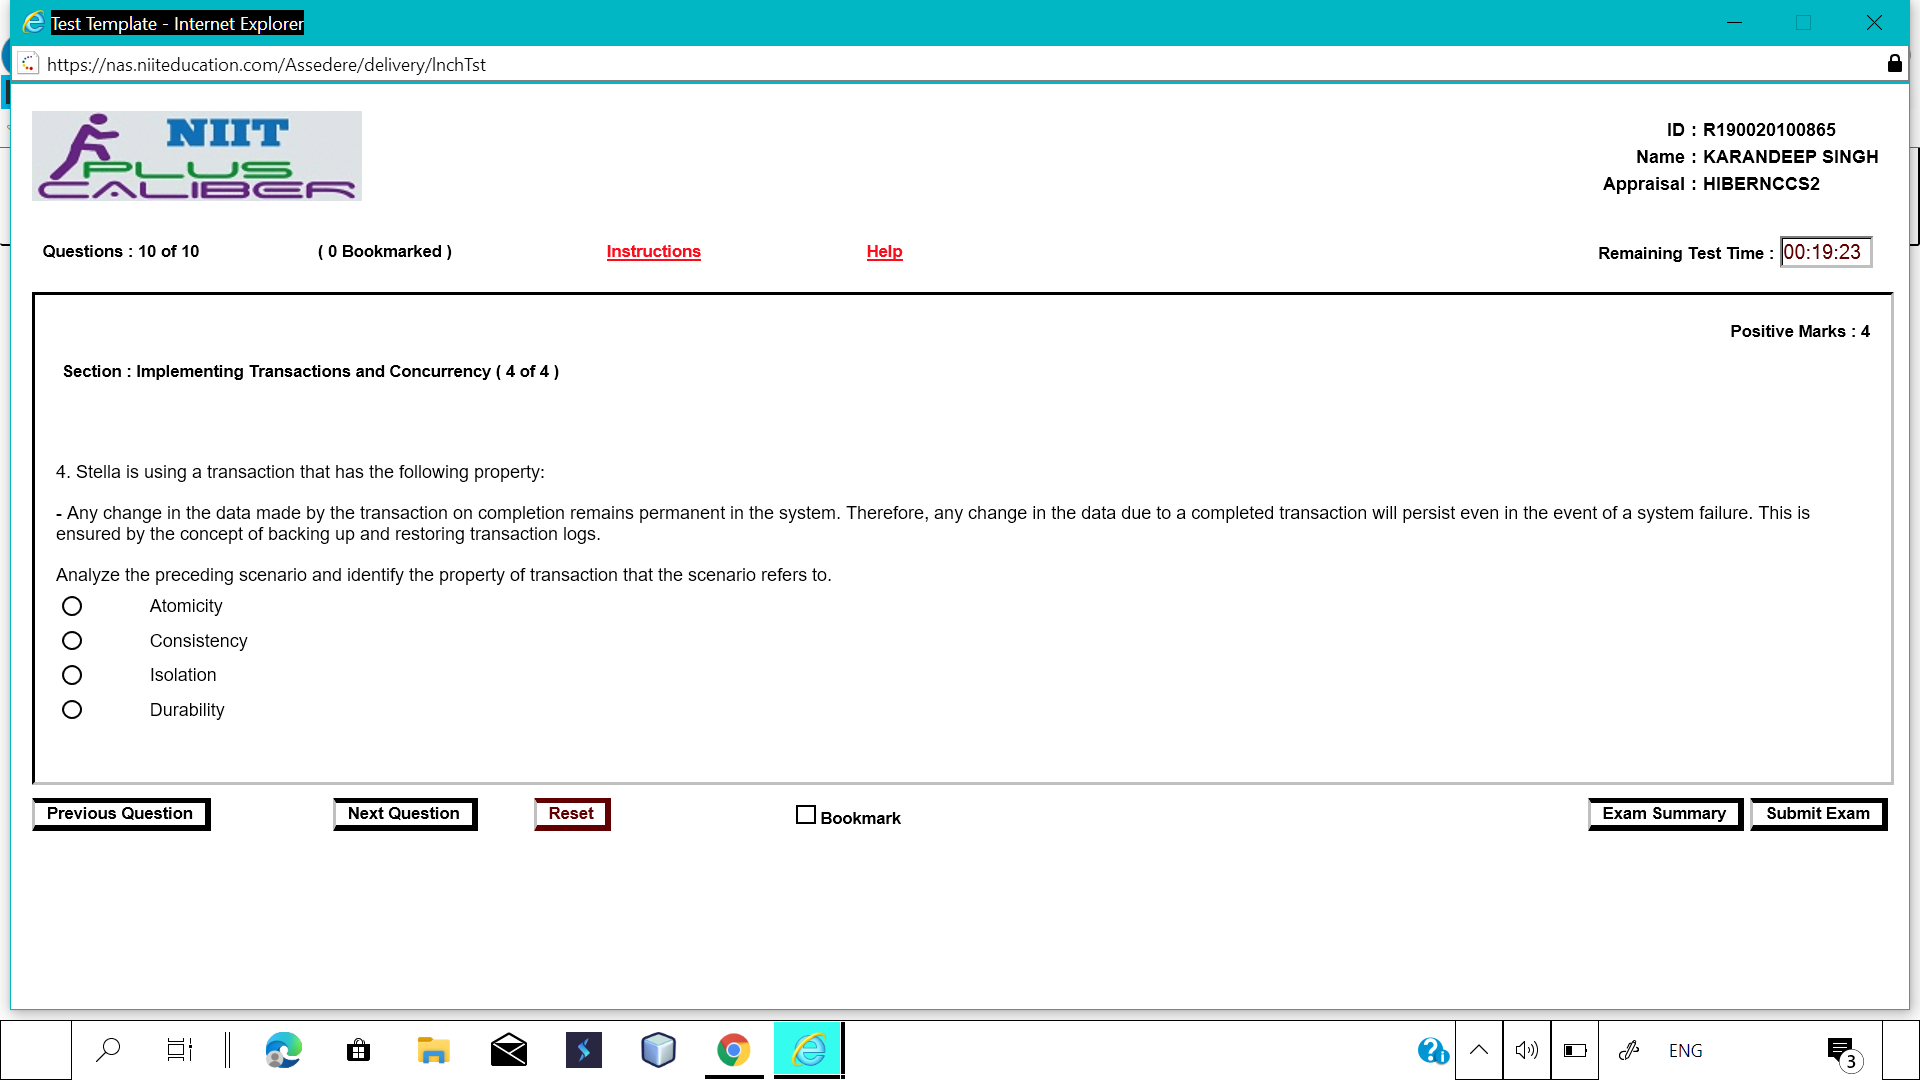 Test Template - Internet Explorer
https://nas.niiteducation.com/Assedere/delivery/lnchTst
NIIT
PLUS
CALIBER
ID : R190020100865
Name : KARANDEEP SINGH
Appraisal : HIBERNCCS2
Questions : 10 of 10 ( 0 Bookmarked ) Instructions Help Remaining Test Time : 00:19:23
Positive Marks : 4
Section : Implementing Transactions and Concurrency ( 4 of 4 )
4. Stella is using a transaction that has the following property:
- Any change in the data made by the transaction on completion remains permanent in the system. Therefore, any change in the data due to a completed transaction will persist even in the event of a system failure. This is
ensured by the concept of backing up and restoring transaction logs.
Analyze the preceding scenario and identify the property of transaction that the scenario refers to.
Atomicity
Consistency
Isolation
Durability
Previous Question Next Question Reset Bookmark Exam Summary Submit Exam
ENG 3